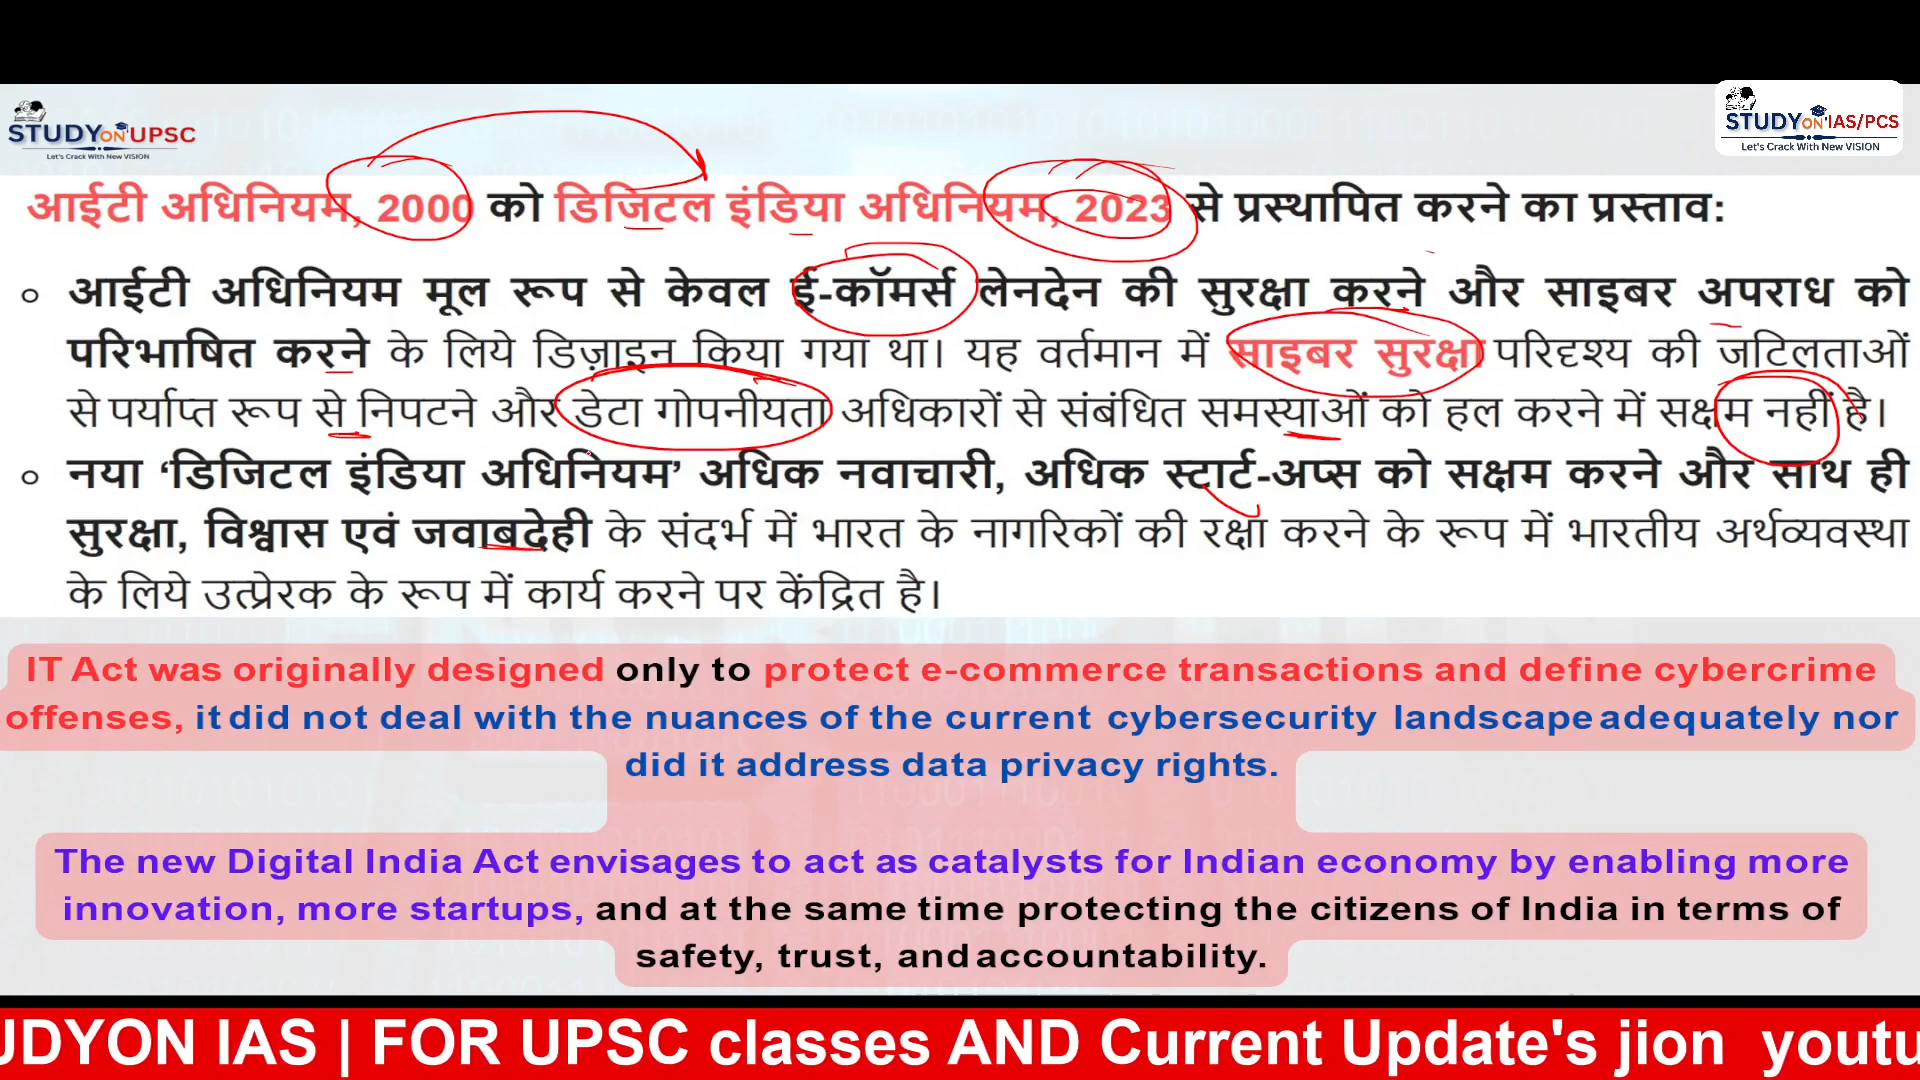 STUDY ON UPSC
Let's Crack With New VISION
STUDY ON IAS/PCS
Let's Crack With New VISION
आईटी अधिनियम, 2000 को डिजिटल इंडिया अधिनियम, 2023 से प्रस्थापित करने का प्रस्ताव:
○ आईटी अधिनियम मूल रूप से केवल ई-कॉमर्स लेनदेन की सुरक्षा करने और साइबर अपराध को
परिभाषित करने के लिये डिज़ाइन किया गया था। यह वर्तमान में साइबर सुरक्षा परिदृश्य की जटिलताओं
से पर्याप्त रूप से निपटने और डेटा गोपनीयता अधिकारों से संबंधित समस्याओं को हल करने में सक्षम नहीं है।
○ नया ‘डिजिटल इंडिया अधिनियम’ अधिक नवाचारी, अधिक स्टार्ट-अप्स को सक्षम करने और साथ ही
सुरक्षा, विश्वास एवं जवाबदेही के संदर्भ में भारत के नागरिकों की रक्षा करने के रूप में भारतीय अर्थव्यवस्था
के लिये उत्प्रेरक के रूप में कार्य करने पर केंद्रित है।
IT Act was originally designed only to protect e-commerce transactions and define cybercrime
offenses, it did not deal with the nuances of the current cybersecurity landscape adequately nor
did it address data privacy rights.
The new Digital India Act envisages to act as catalysts for Indian economy by enabling more
innovation, more startups, and at the same time protecting the citizens of India in terms of
safety, trust, and accountability.
UDYON IAS | FOR UPSC classes AND Current Update's jion youtu